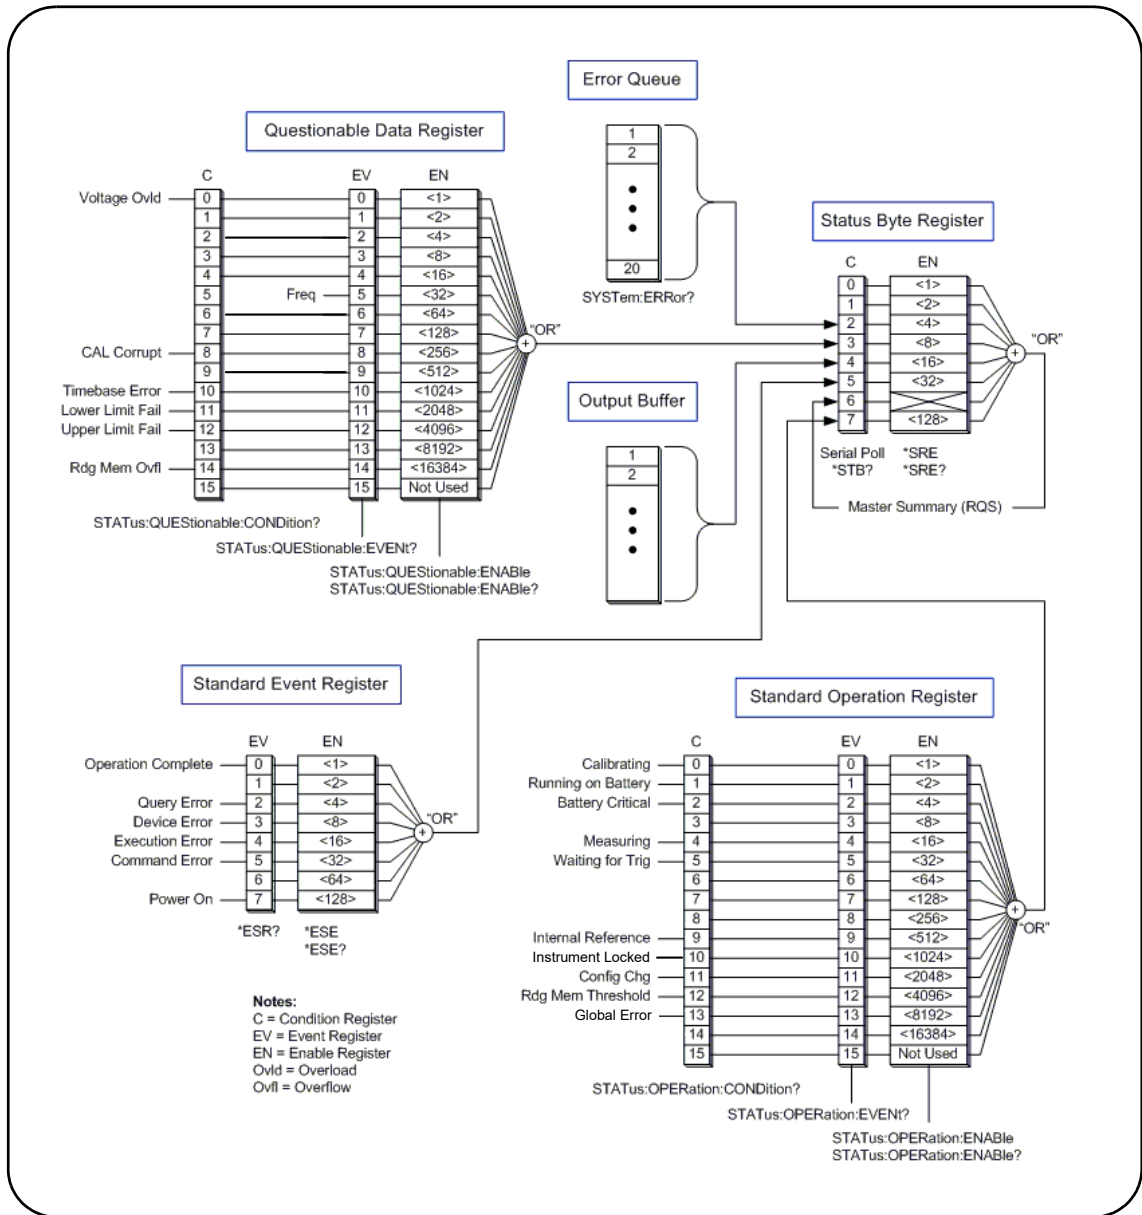 Error Queue
1
2
20
SYSTem:ERRor?
Questionable Data Register
C EV EN
Voltage Ovld 0 0 <1>
1 1 <2>
2 2 <4>
3 3 <8>
4 4 <16>
5 Freq 5 <32>
6 6 <64>
7 7 <128>
CAL Corrupt 8 8 <256>
9 9 <512>
Timebase Error 10 10 <1024>
Lower Limit Fail 11 11 <2048>
Upper Limit Fail 12 12 <4096>
13 13 <8192>
Rdg Mem Ovfl 14 14 <16384>
15 15 Not Used
"OR"
STATus:QUEStionable:CONDition?
STATus:QUEStionable:EVENt?
STATus:QUEStionable:ENABle
STATus:QUEStionable:ENABle?
Output Buffer
1
2
Status Byte Register
C EN
0 <1>
1 <2>
2 <4>
3 <8>
4 <16>
5 <32>
6
7 <128>
"OR"
Serial Poll *SRE
*STB? *SRE?
Master Summary (RQS)
Standard Event Register
EV EN
Operation Complete 0 <1>
1 <2>
Query Error 2 <4>
Device Error 3 <8>
Execution Error 4 <16>
Command Error 5 <32>
6 <64>
Power On 7 <128>
"OR"
*ESR? *ESE
*ESE?
Standard Operation Register
C EV EN
Calibrating 0 0 <1>
Running on Battery 1 1 <2>
Battery Critical 2 2 <4>
3 3 <8>
Measuring 4 4 <16>
Waiting for Trig 5 5 <32>
6 6 <64>
7 7 <128>
8 8 <256>
Internal Reference 9 9 <512>
Instrument Locked 10 10 <1024>
Config Chg 11 11 <2048>
Rdg Mem Threshold 12 12 <4096>
Global Error 13 13 <8192>
14 14 <16384>
15 15 Not Used
"OR"
STATus:OPERation:CONDition?
STATus:OPERation:EVENt?
STATus:OPERation:ENABle
STATus:OPERation:ENABle?
Notes:
C = Condition Register
EV = Event Register
EN = Enable Register
Ovld = Overload
Ovfl = Overflow